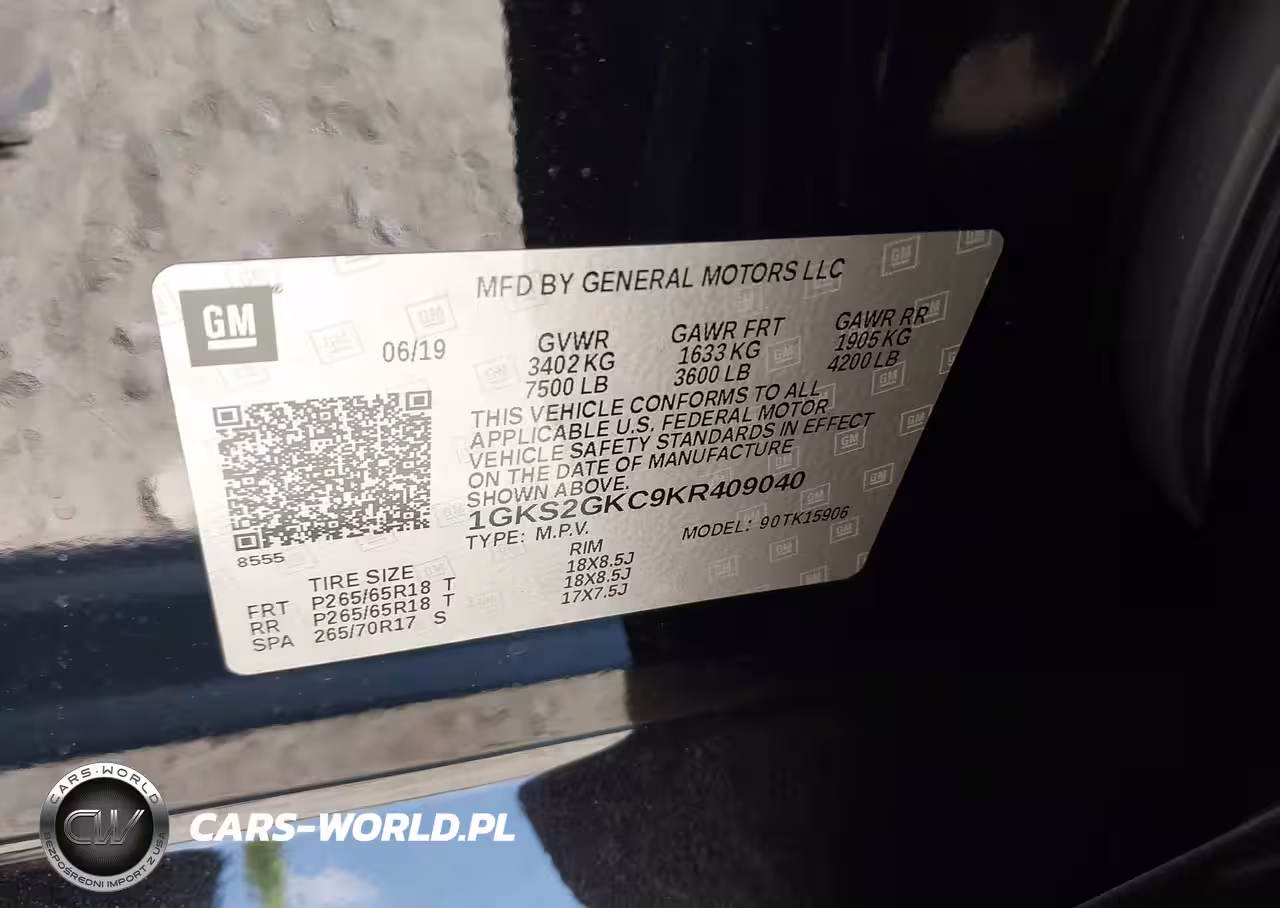 MFD BY GENERAL MOTORS LLC
GM
06/19
GVWR
3402 KG
7500 LB
GAWR FRT
1633 KG
3600 LB
GAWR RR
1905 KG
4200 LB
THIS VEHICLE CONFORMS TO ALL
APPLICABLE U.S. FEDERAL MOTOR
VEHICLE SAFETY STANDARDS IN EFFECT
ON THE DATE OF MANUFACTURE
SHOWN ABOVE.
1GKS2GKC9KR409040
TYPE: M.P.V.
MODEL: 90TK15906
8555
TIRE SIZE RIM
FRT P265/65R18 T 18X8.5J
RR P265/65R18 T 18X8.5J
SPA 265/70R17 S 17X7.5J
CARS-WORLD
CW
BEZPOŚREDNI IMPORT Z USA
CARS-WORLD.PL